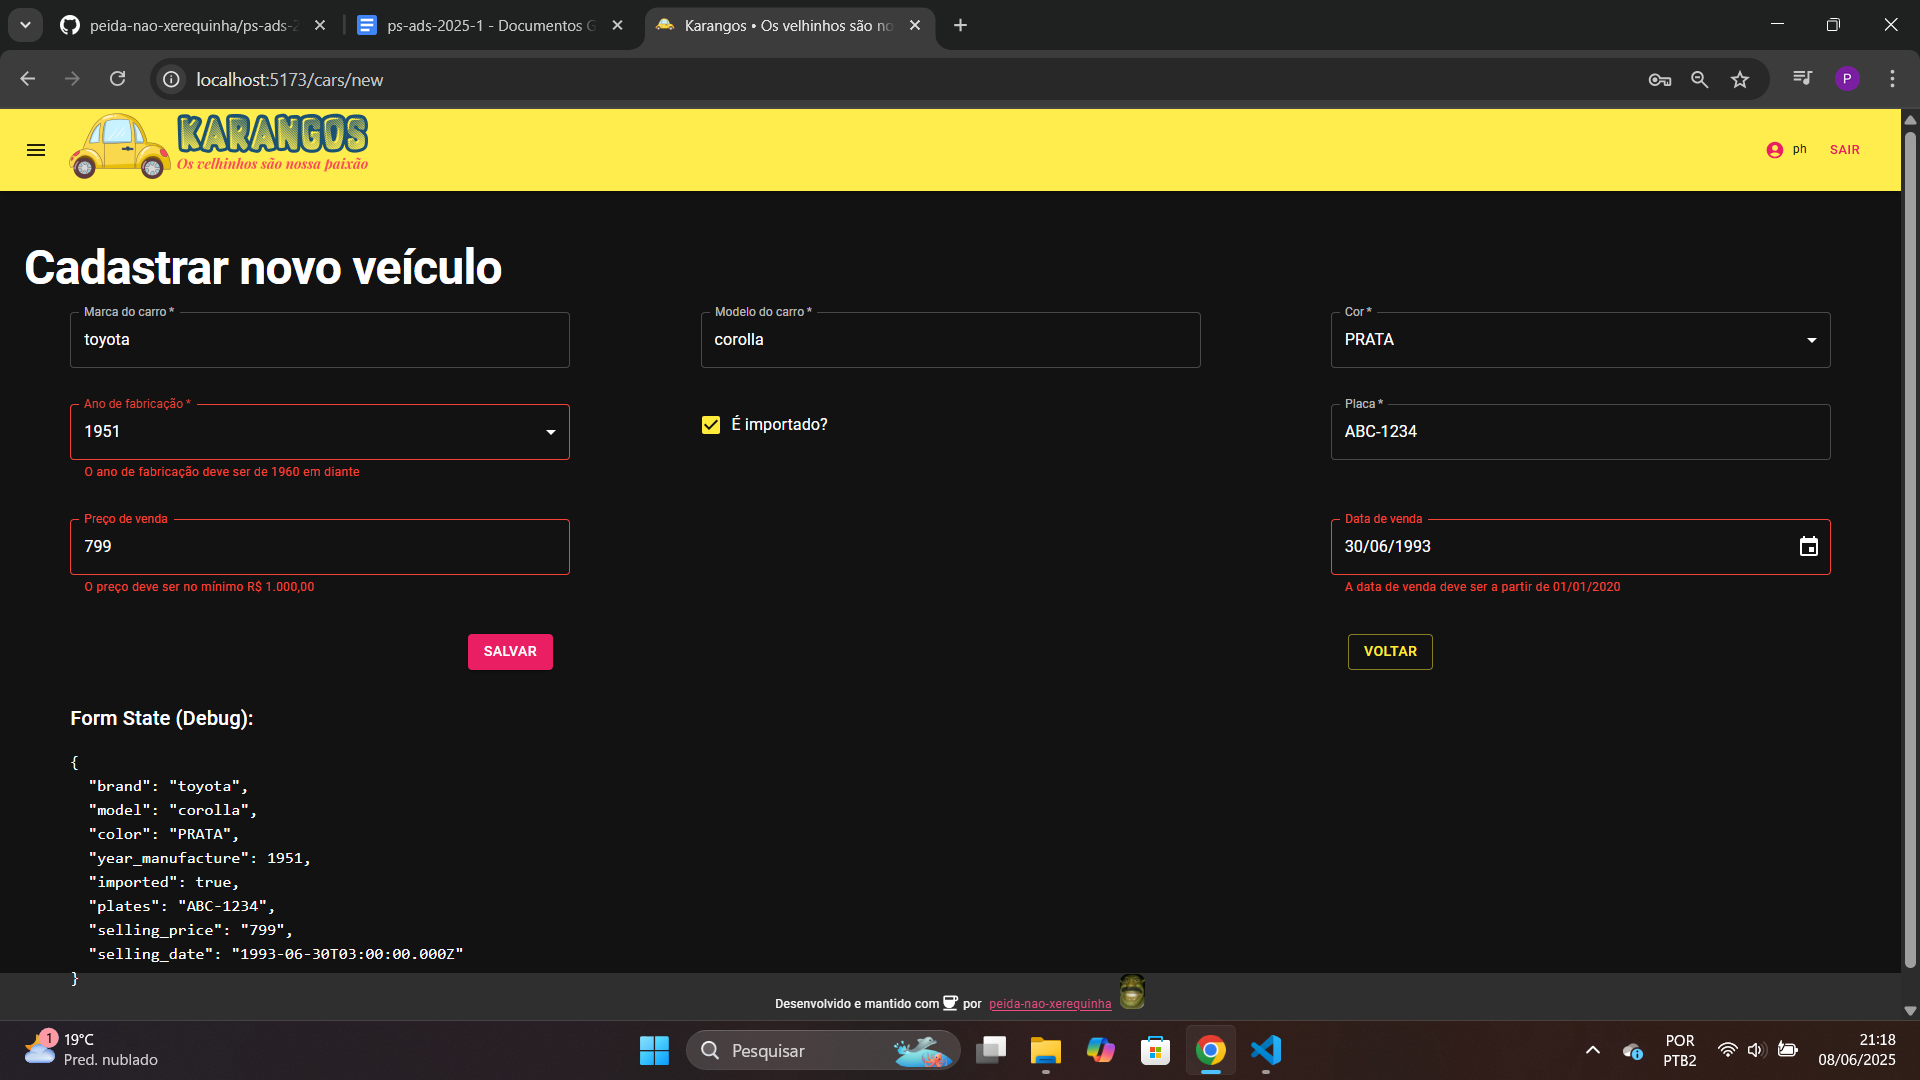 peida-nao-xerequinha/ps-ads-2
ps-ads-2025-1 - Documentos G
Karangos • Os velhinhos são no
localhost:5173/cars/new
P
KARANGOS
Os velhinhos são nossa paixão
ph
SAIR
Cadastrar novo veículo
Marca do carro *
toyota
Modelo do carro *
corolla
Cor *
PRATA
Ano de fabricação *
1951
O ano de fabricação deve ser de 1960 em diante
É importado?
Placa *
ABC-1234
Preço de venda
799
O preço deve ser no mínimo R$ 1.000,00
Data de venda
30/06/1993
A data de venda deve ser a partir de 01/01/2020
SALVAR
VOLTAR
Form State (Debug):
{
"brand": "toyota",
"model": "corolla",
"color": "PRATA",
"year_manufacture": 1951,
"imported": true,
"plates": "ABC-1234",
"selling_price": "799",
"selling_date": "1993-06-30T03:00:00.000Z"
}
Desenvolvido e mantido com por peida-nao-xerequinha
1
19°C
Pred. nublado
Pesquisar
POR
PTB2
21:18
08/06/2025